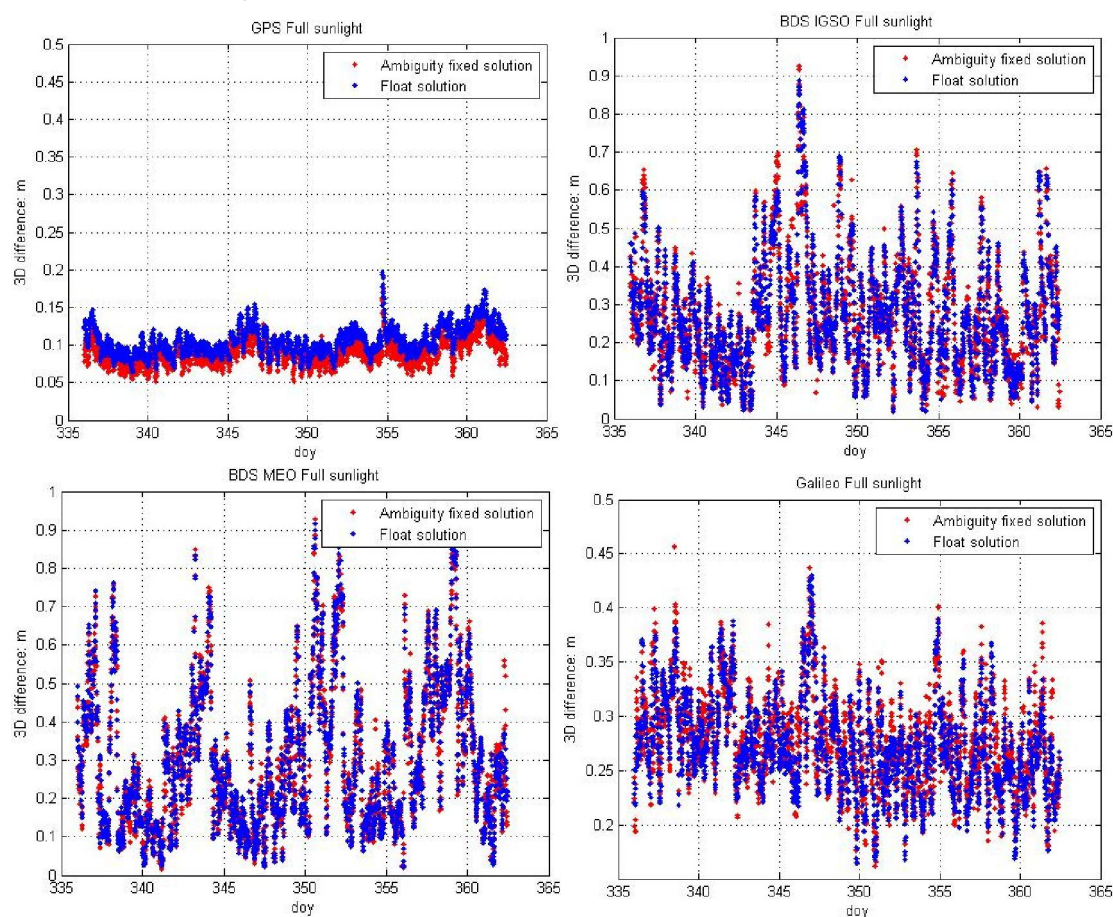 GPS Full sunlight
0.5
0.45
0.4
0.35
0.3
0.25
0.2
0.15
0.1
0.05
0
3D difference: m
Ambiguity fixed solution
Float solution
335 340 345 350 355 360 365
doy
BDS IGSO Full sunlight
1
0.9
0.8
0.7
0.6
0.5
0.4
0.3
0.2
0.1
0
3D difference: m
Ambiguity fixed solution
Float solution
335 340 345 350 355 360 365
doy
BDS MEO Full sunlight
1
0.9
0.8
0.7
0.6
0.5
0.4
0.3
0.2
0.1
0
3D difference: m
Ambiguity fixed solution
Float solution
335 340 345 350 355 360 365
doy
Galileo Full sunlight
0.5
0.45
0.4
0.35
0.3
0.25
0.2
3D difference: m
Ambiguity fixed solution
Float solution
335 340 345 350 355 360 365
doy